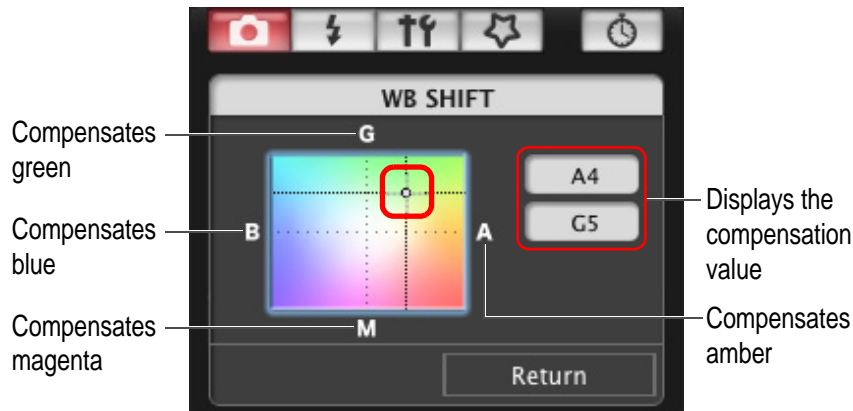 WB SHIFT
Compensates
green
G
A4
G5
Displays the
compensation
value
Compensates
blue
B
A
Compensates
magenta
M
Compensates
amber
Return